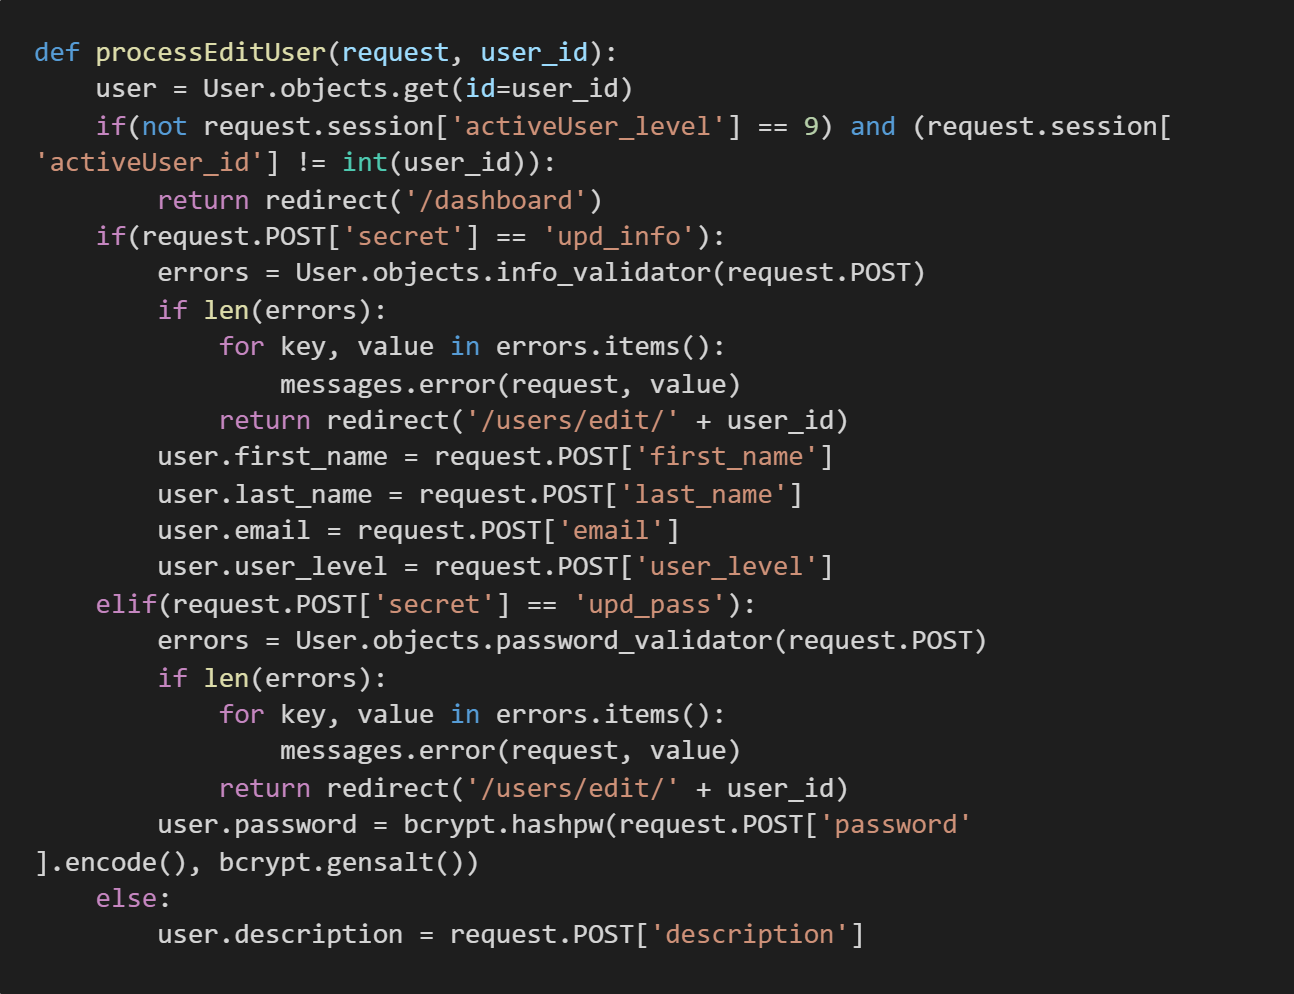 def processEditUser(request, user_id):
    user = User.objects.get(id=user_id)
    if(not request.session['activeUser_level'] == 9) and (request.session[
'activeUser_id'] != int(user_id)):
        return redirect('/dashboard')
    if(request.POST['secret'] == 'upd_info'):
        errors = User.objects.info_validator(request.POST)
        if len(errors):
            for key, value in errors.items():
                messages.error(request, value)
            return redirect('/users/edit/' + user_id)
        user.first_name = request.POST['first_name']
        user.last_name = request.POST['last_name']
        user.email = request.POST['email']
        user.user_level = request.POST['user_level']
    elif(request.POST['secret'] == 'upd_pass'):
        errors = User.objects.password_validator(request.POST)
        if len(errors):
            for key, value in errors.items():
                messages.error(request, value)
            return redirect('/users/edit/' + user_id)
        user.password = bcrypt.hashpw(request.POST['password'
].encode(), bcrypt.gensalt())
    else:
        user.description = request.POST['description']